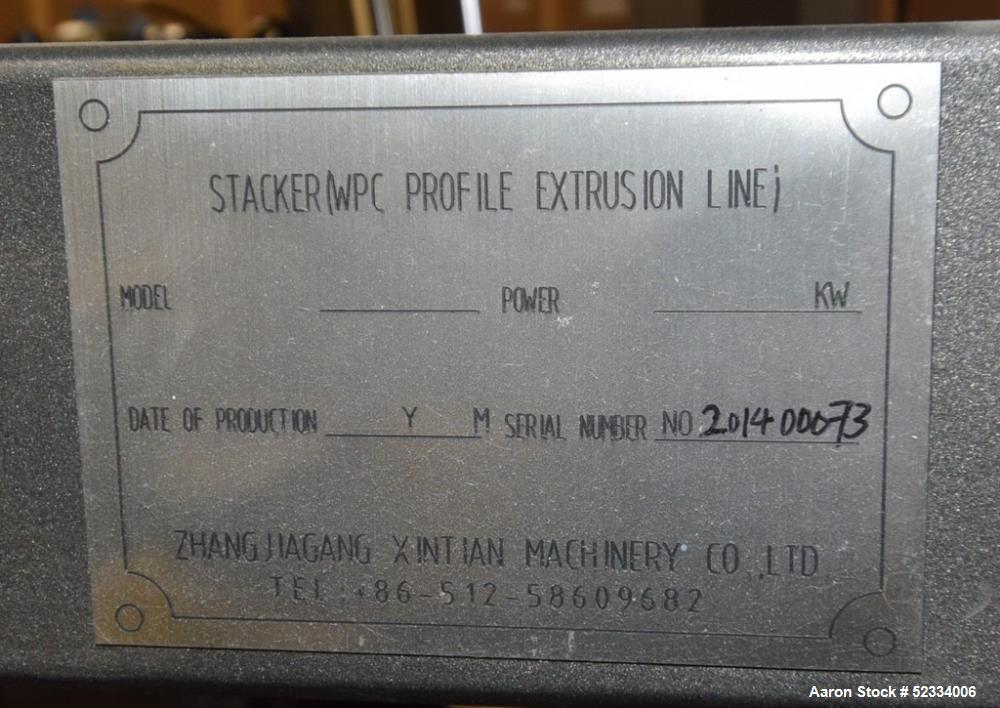 STACKER(WPC PROFILE EXTRUSION LINE)
MODEL POWER KW
DATE OF PRODUCTION Y M SERIAL NUMBER NO 201400073
ZHANGJIAGANG XINTIAN MACHINERY CO.,LTD
TEL:+86-512-58609682
Aaron Stock # 52334006